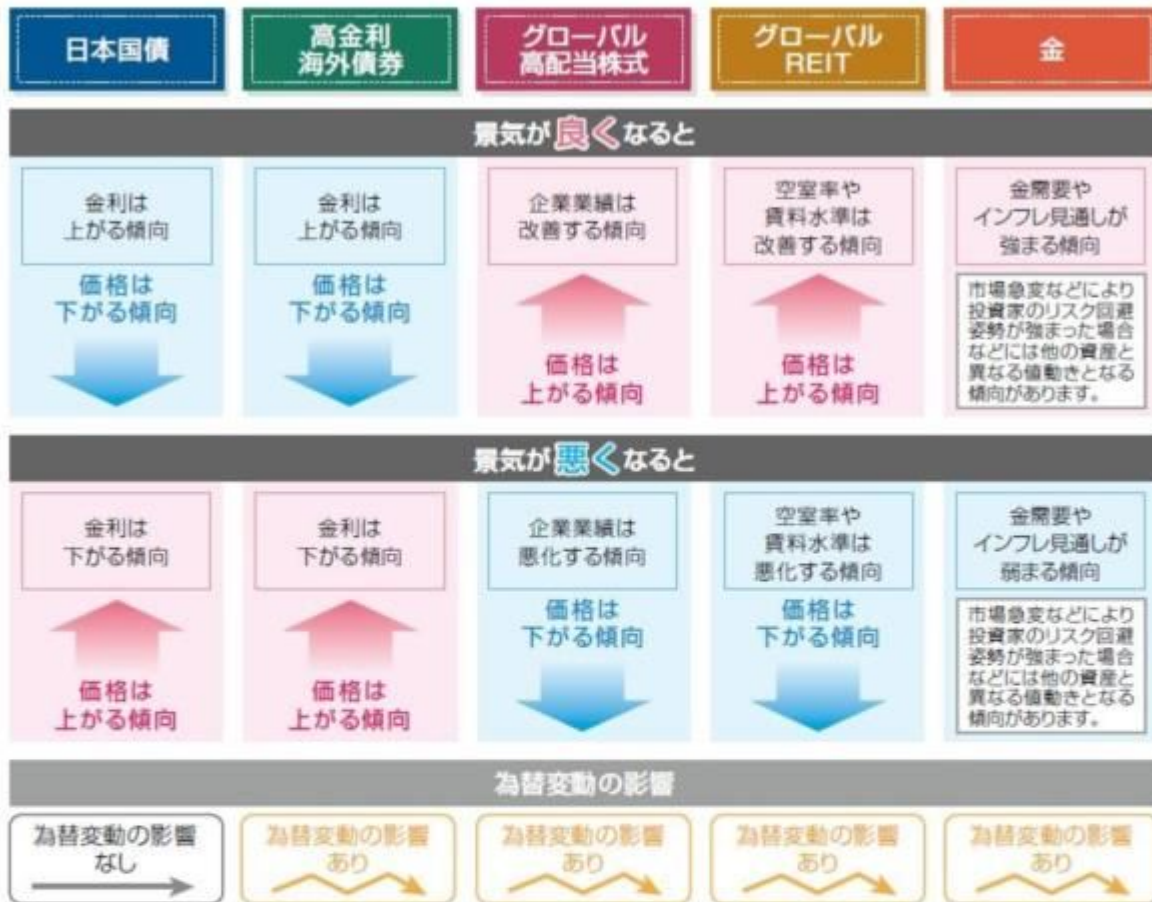 日本国債
高金利
海外債券
グローバル
高配当株式
グローバル
REIT
金
景気が良くなると
金利は
上がる傾向
価格は
下がる傾向
金利は
上がる傾向
価格は
下がる傾向
企業業績は
改善する傾向
価格は
上がる傾向
空室率や
賃料水準は
改善する傾向
価格は
上がる傾向
金需要や
インフレ見通しが
強まる傾向
市場急変などにより
投資家のリスク回避
姿勢が強まった場合
などには他の資産と
異なる値動きとなる
傾向があります。
景気が悪くなると
金利は
下がる傾向
価格は
上がる傾向
金利は
下がる傾向
価格は
上がる傾向
企業業績は
悪化する傾向
価格は
下がる傾向
空室率や
賃料水準は
悪化する傾向
価格は
下がる傾向
金需要や
インフレ見通しが
弱まる傾向
市場急変などにより
投資家のリスク回避
姿勢が強まった場合
などには他の資産と
異なる値動きとなる
傾向があります。
為替変動の影響
為替変動の影響
なし
為替変動の影響
あり
為替変動の影響
あり
為替変動の影響
あり
為替変動の影響
あり